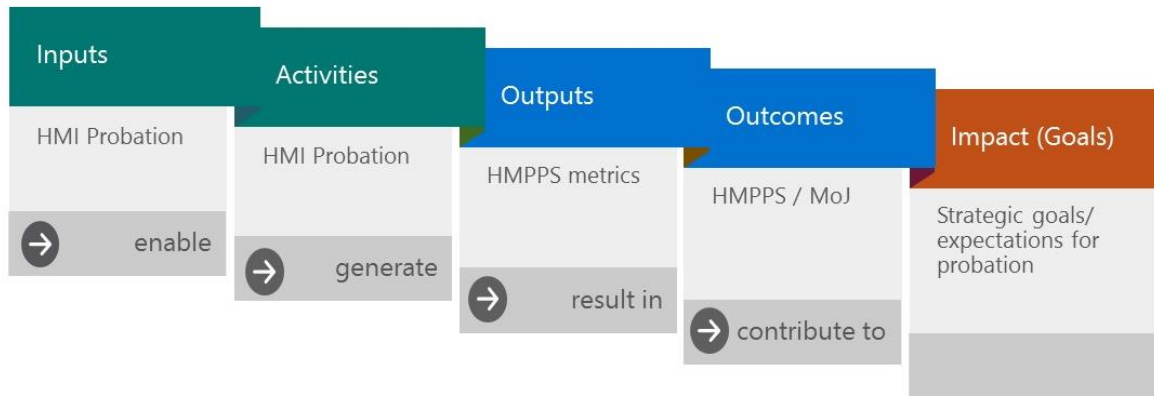 Inputs
HMI Probation
enable
Activities
HMI Probation
generate
Outputs
HMPPS metrics
result in
Outcomes
HMPPS / MoJ
contribute to
Impact (Goals)
Strategic goals/
expectations for
probation